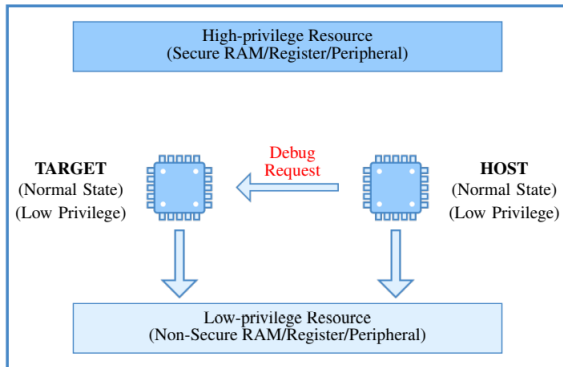 High-privilege Resource
(Secure RAM/Register/Peripheral)
TARGET
(Normal State)
(Low Privilege)
Debug
Request
HOST
(Normal State)
(Low Privilege)
Low-privilege Resource
(Non-Secure RAM/Register/Peripheral)